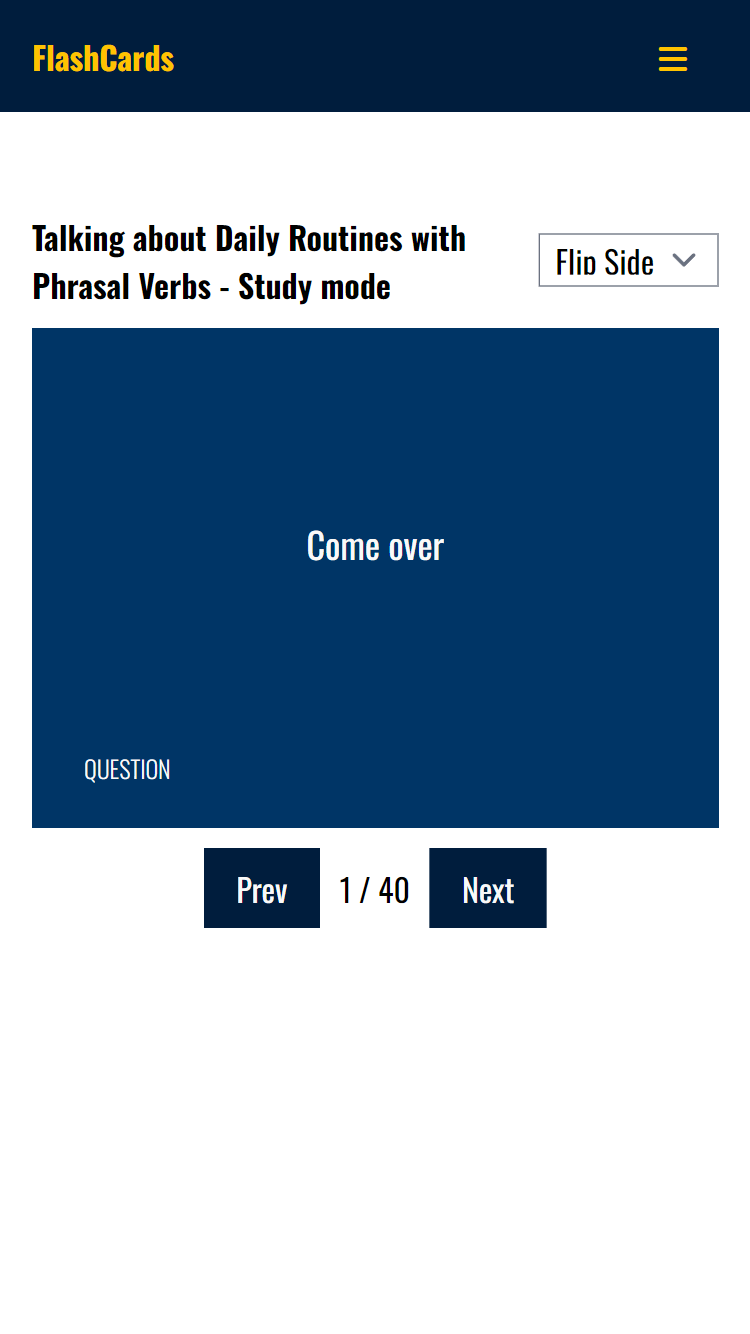 FlashCards
Talking about Daily Routines with
Phrasal Verbs - Study mode
Flip Side
Come over
QUESTION
Prev
1 / 40
Next